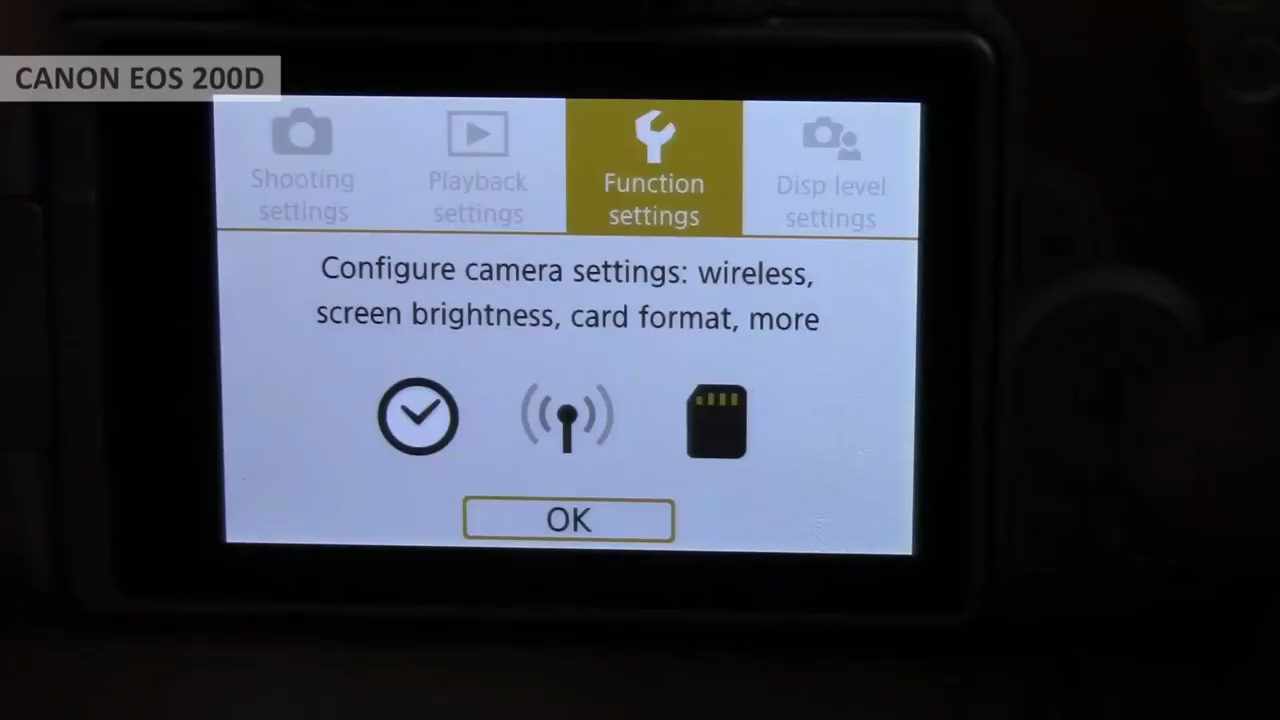 CANON EOS 200D
Shooting
settings
Playback
settings
Function
settings
Disp level
settings
Configure camera settings: wireless,
screen brightness, card format, more
OK